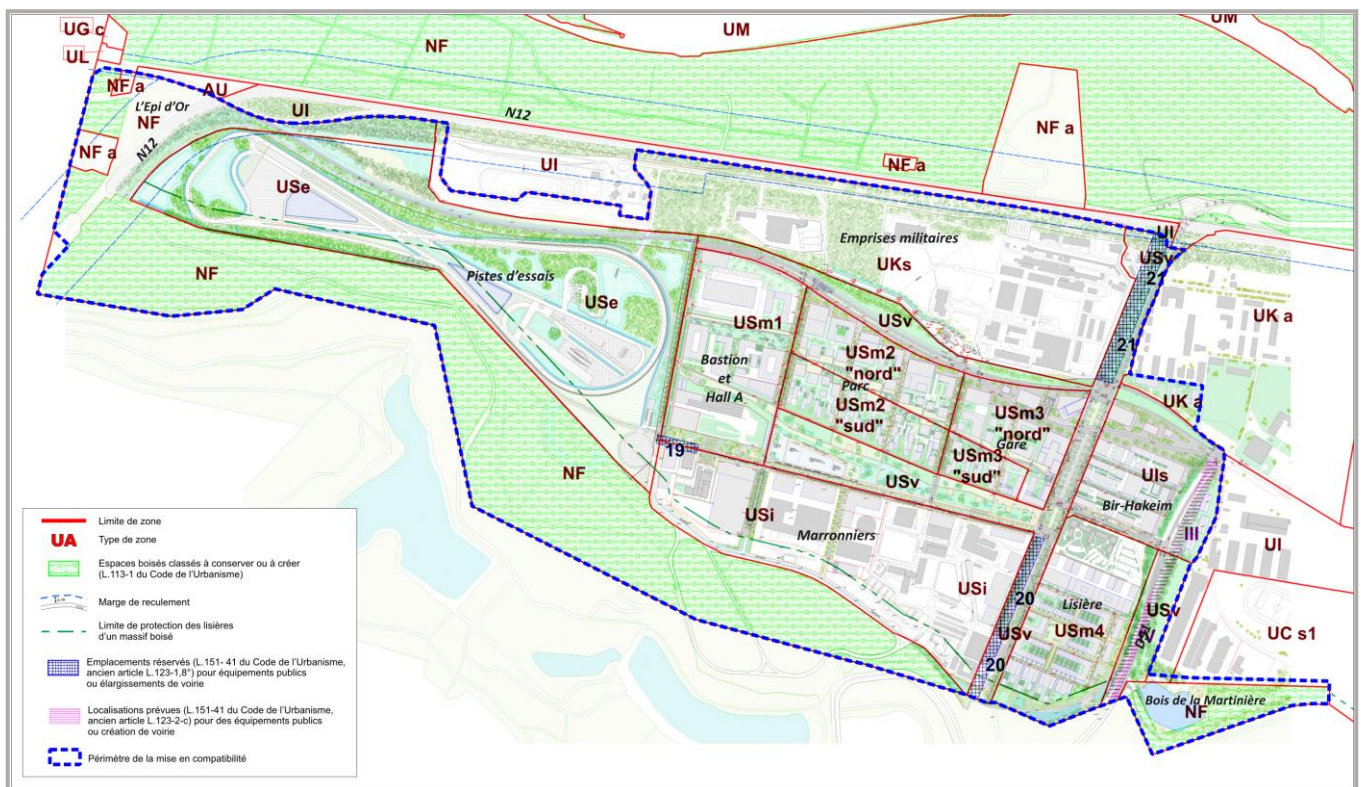 UG c
UM
UM
UL
NF
NF a
AU
L'Epi d'Or
NF
UI
N12
NF a
NF a
N12
UI
NF a
USe
Emprises militaires
UKs
UI
USv
21
NF
Pistes d'essais
USe
USm1
USv
UK a
21
Bastion
et
Hall A
USm2
"nord"
Parc
USm2
"sud"
USm3
"nord"
Gare
UK a
19
USm3
"sud"
NF
USv
UIs
Bir-Hakeim
USi
Marronniers
III
UI
USi
20
Lisière
USv
USm4
USv
D91
UC s1
20
Bois de la Martinière
NF
Limite de zone
UA
Type de zone
Espaces boisés classés à conserver ou à créer
(L.113-1 du Code de l'Urbanisme)
Marge de reculement
Limite de protection des lisières
d'un massif boisé
Emplacements réservés (L.151- 41 du Code de l'Urbanisme,
ancien article L.123-1,8°) pour équipements publics
ou élargissements de voirie
Localisations prévues (L.151-41 du Code de l'Urbanisme,
ancien article L.123-2-c) pour des équipements publics
ou création de voirie
Périmètre de la mise en compatibilité